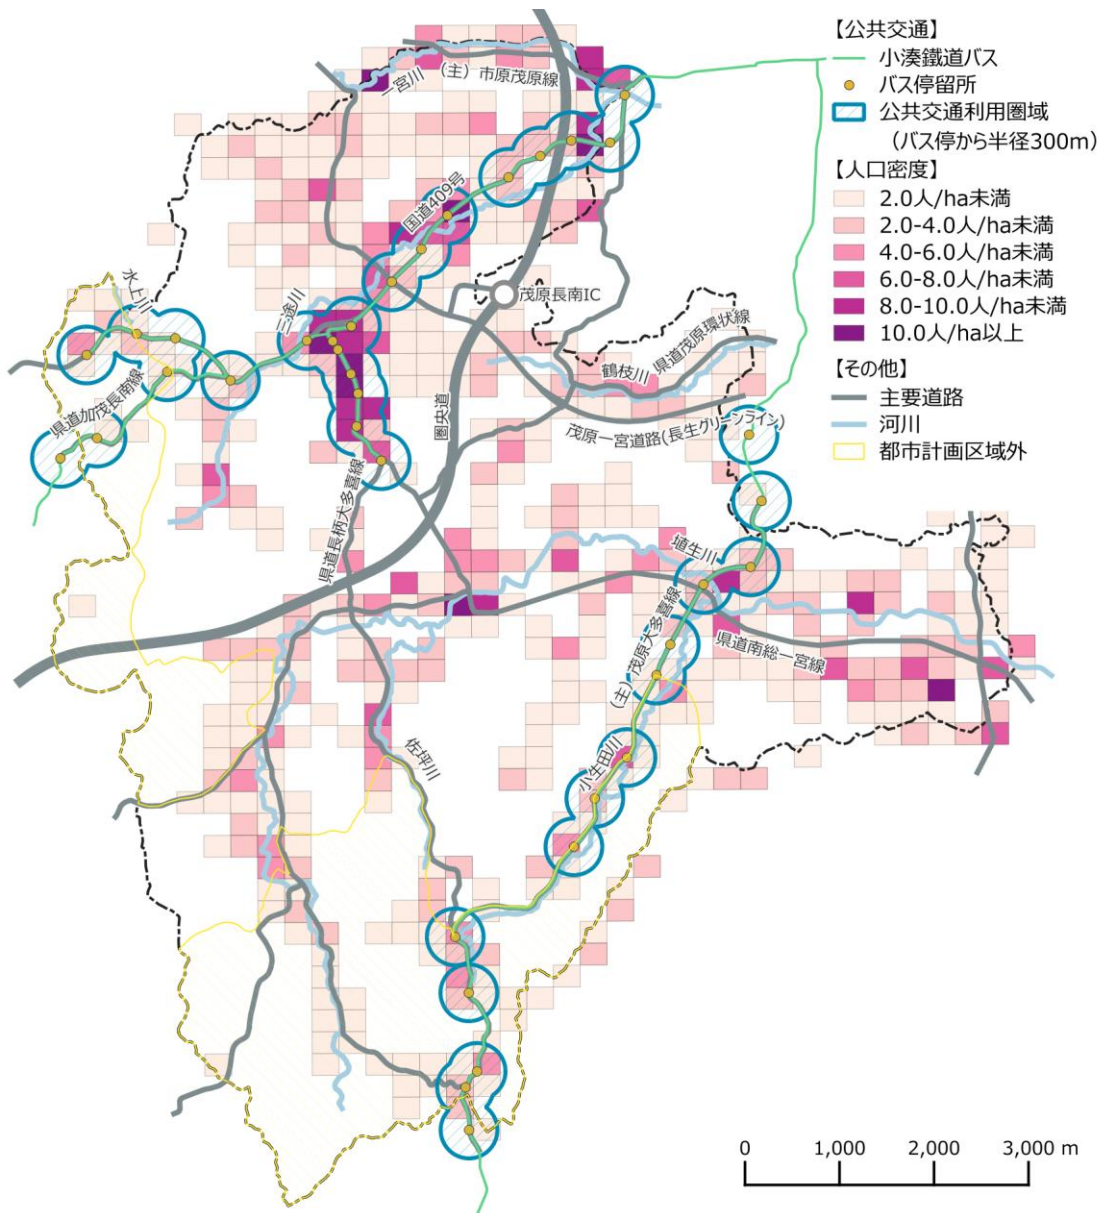 【公共交通】
小湊鐵道バス
バス停留所
公共交通利用圏域
（バス停から半径300m）
【人口密度】
2.0人/ha未満
2.0-4.0人/ha未満
4.0-6.0人/ha未満
6.0-8.0人/ha未満
8.0-10.0人/ha未満
10.0人/ha以上
【その他】
主要道路
河川
都市計画区域外
一宮川
（主）市原茂原線
国道409号
水上川
三途川
茂原長南IC
県道茂原環状線
鶴枝川
県道加茂長南線
圏央道
茂原一宮道路(長生グリーンライン)
県道長柄大多喜線
埴生川
（主）茂原大多喜線
県道南総一宮線
佐坪川
小生田川
0 1,000 2,000 3,000 m